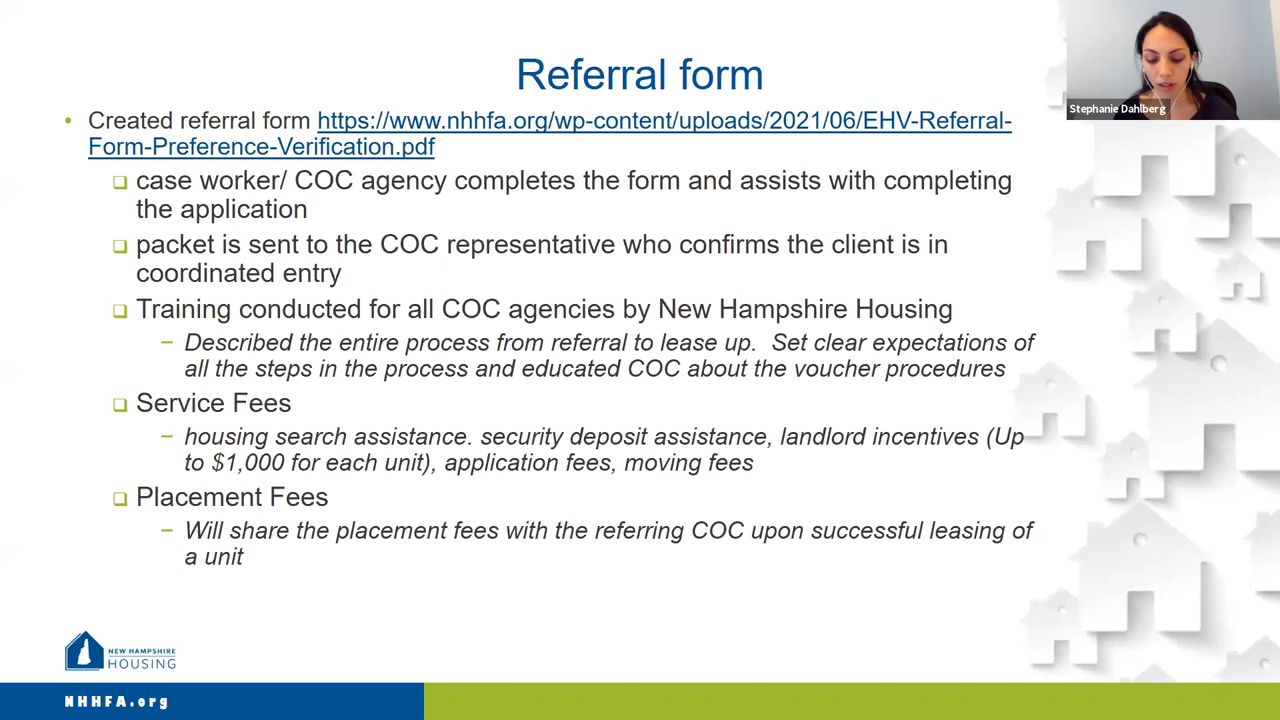 Referral form
Stephanie Dahlberg
• Created referral form https://www.nhhfa.org/wp-content/uploads/2021/06/EHV-Referral-
Form-Preference-Verification.pdf
❑ case worker/ COC agency completes the form and assists with completing
the application
❑ packet is sent to the COC representative who confirms the client is in
coordinated entry
❑ Training conducted for all COC agencies by New Hampshire Housing
− Described the entire process from referral to lease up.  Set clear expectations of
all the steps in the process and educated COC about the voucher procedures
❑ Service Fees
− housing search assistance. security deposit assistance, landlord incentives (Up
to $1,000 for each unit), application fees, moving fees
❑ Placement Fees
− Will share the placement fees with the referring COC upon successful leasing of
a unit
NEW HAMPSHIRE
HOUSING
NHHFA.org